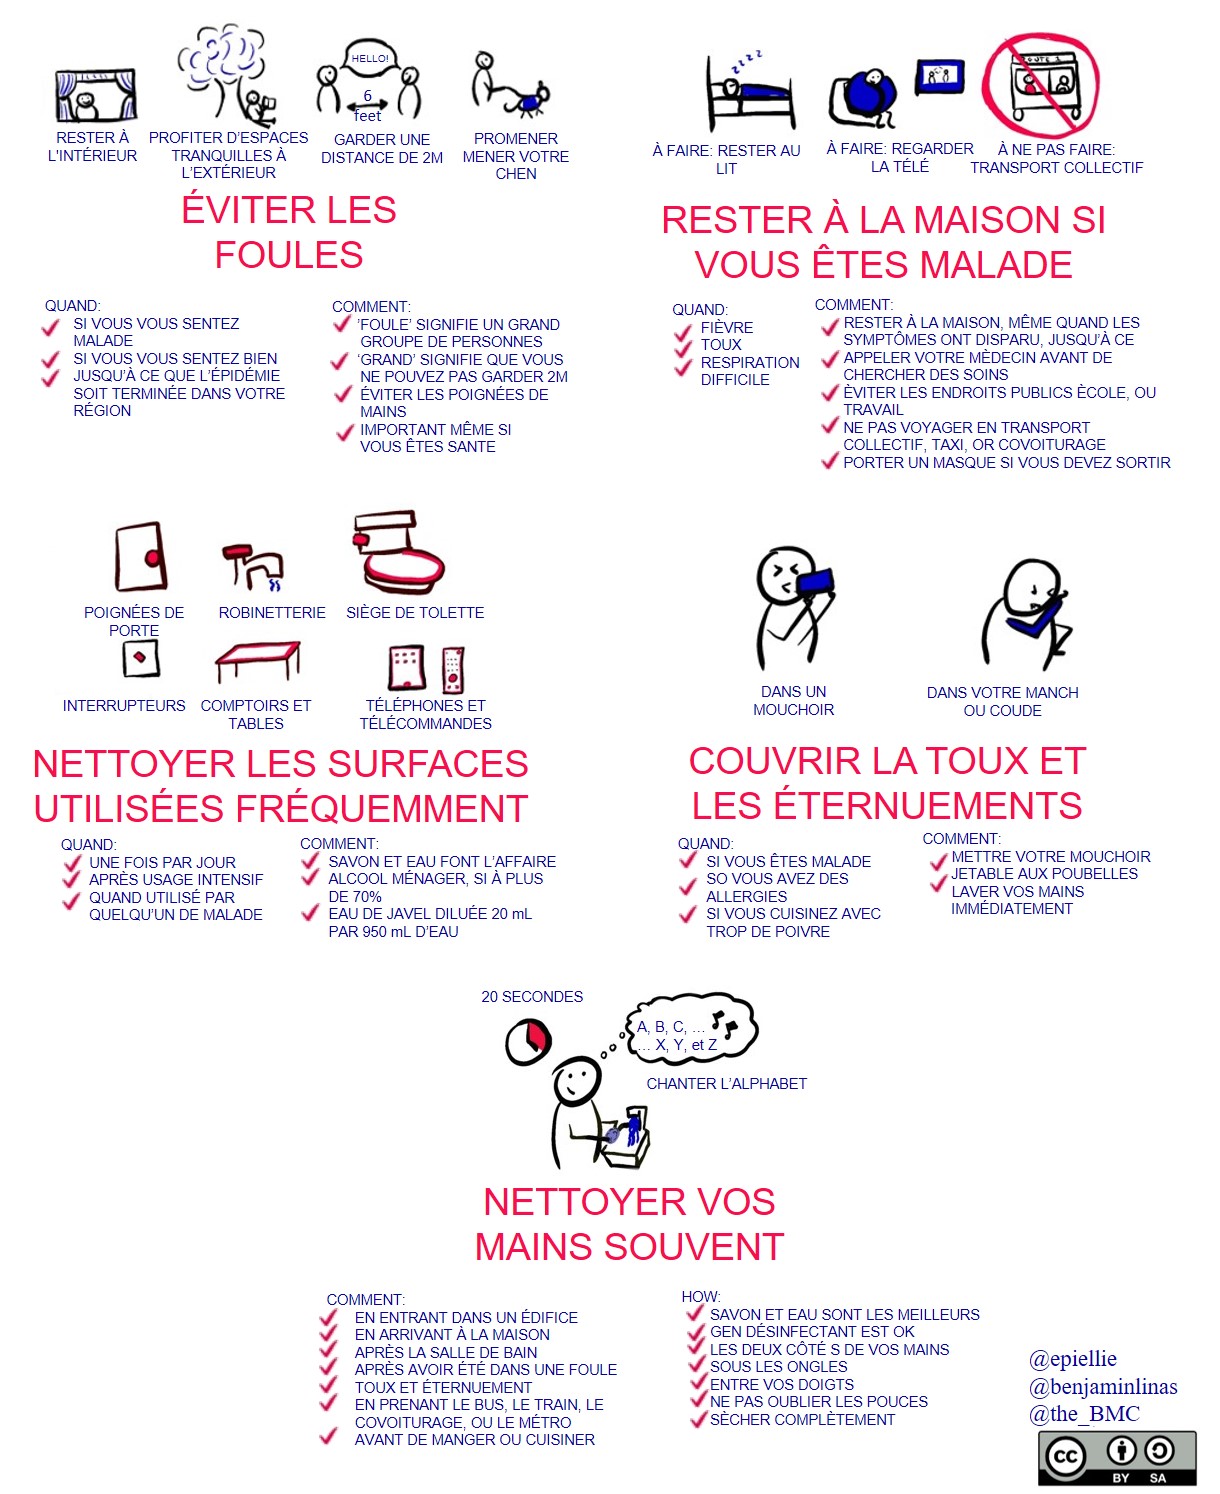 HELLO!
6
feet
RESTER À
L'INTÉRIEUR
PROFITER D'ESPACES
TRANQUILLES À
L'EXTÉRIEUR
GARDER UNE
DISTANCE DE 2M
PROMENER
MENER VOTRE
CHEN
ÉVITER LES
FOULES
QUAND:
SI VOUS VOUS SENTEZ
MALADE
SI VOUS VOUS SENTEZ BIEN
JUSQU'À CE QUE L'ÉPIDÉMIE
SOIT TERMINÉE DANS VOTRE
RÉGION
COMMENT:
'FOULE' SIGNIFIE UN GRAND
GROUPE DE PERSONNES
'GRAND' SIGNIFIE QUE VOUS
NE POUVEZ PAS GARDER 2M
ÉVITER LES POIGNÉES DE
MAINS
IMPORTANT MÊME SI
VOUS ÊTES SANTE
zzzz
ROUTE 1
À FAIRE: RESTER AU
LIT
À FAIRE: REGARDER
LA TÉLÉ
À NE PAS FAIRE:
TRANSPORT COLLECTIF
RESTER À LA MAISON SI
VOUS ÊTES MALADE
QUAND:
FIÈVRE
TOUX
RESPIRATION
DIFFICILE
COMMENT:
RESTER À LA MAISON, MÊME QUAND LES
SYMPTÔMES ONT DISPARU, JUSQU'À CE
APPELER VOTRE MÈDECIN AVANT DE
CHERCHER DES SOINS
ÈVITER LES ENDROITS PUBLICS ÈCOLE, OU
TRAVAIL
NE PAS VOYAGER EN TRANSPORT
COLLECTIF, TAXI, OR COVOITURAGE
PORTER UN MASQUE SI VOUS DEVEZ SORTIR
POIGNÉES DE
PORTE
ROBINETTERIE
SIÈGE DE TOLETTE
INTERRUPTEURS
COMPTOIRS ET
TABLES
TÉLÉPHONES ET
TÉLÉCOMMANDES
NETTOYER LES SURFACES
UTILISÉES FRÉQUEMMENT
QUAND:
UNE FOIS PAR JOUR
APRÈS USAGE INTENSIF
QUAND UTILISÉ PAR
QUELQU'UN DE MALADE
COMMENT:
SAVON ET EAU FONT L'AFFAIRE
ALCOOL MÉNAGER, SI À PLUS
DE 70%
EAU DE JAVEL DILUÉE 20 mL
PAR 950 mL D'EAU
DANS UN
MOUCHOIR
DANS VOTRE MANCH
OU COUDE
COUVRIR LA TOUX ET
LES ÉTERNUEMENTS
QUAND:
SI VOUS ÊTES MALADE
SO VOUS AVEZ DES
ALLERGIES
SI VOUS CUISINEZ AVEC
TROP DE POIVRE
COMMENT:
METTRE VOTRE MOUCHOIR
JETABLE AUX POUBELLES
LAVER VOS MAINS
IMMÉDIATEMENT
20 SECONDES
A, B, C, ...
... X, Y, et Z
CHANTER L'ALPHABET
NETTOYER VOS
MAINS SOUVENT
COMMENT:
EN ENTRANT DANS UN ÉDIFICE
EN ARRIVANT À LA MAISON
APRÈS LA SALLE DE BAIN
APRÈS AVOIR ÉTÉ DANS UNE FOULE
TOUX ET ÉTERNUEMENT
EN PRENANT LE BUS, LE TRAIN, LE
COVOITURAGE, OU LE MÉTRO
AVANT DE MANGER OU CUISINER
HOW:
SAVON ET EAU SONT LES MEILLEURS
GEN DÉSINFECTANT EST OK
LES DEUX CÔTÉ S DE VOS MAINS
SOUS LES ONGLES
ENTRE VOS DOIGTS
NE PAS OUBLIER LES POUCES
SÈCHER COMPLÈTEMENT
@epiellie
@benjaminlinas
@the_BMC
cc
BY SA